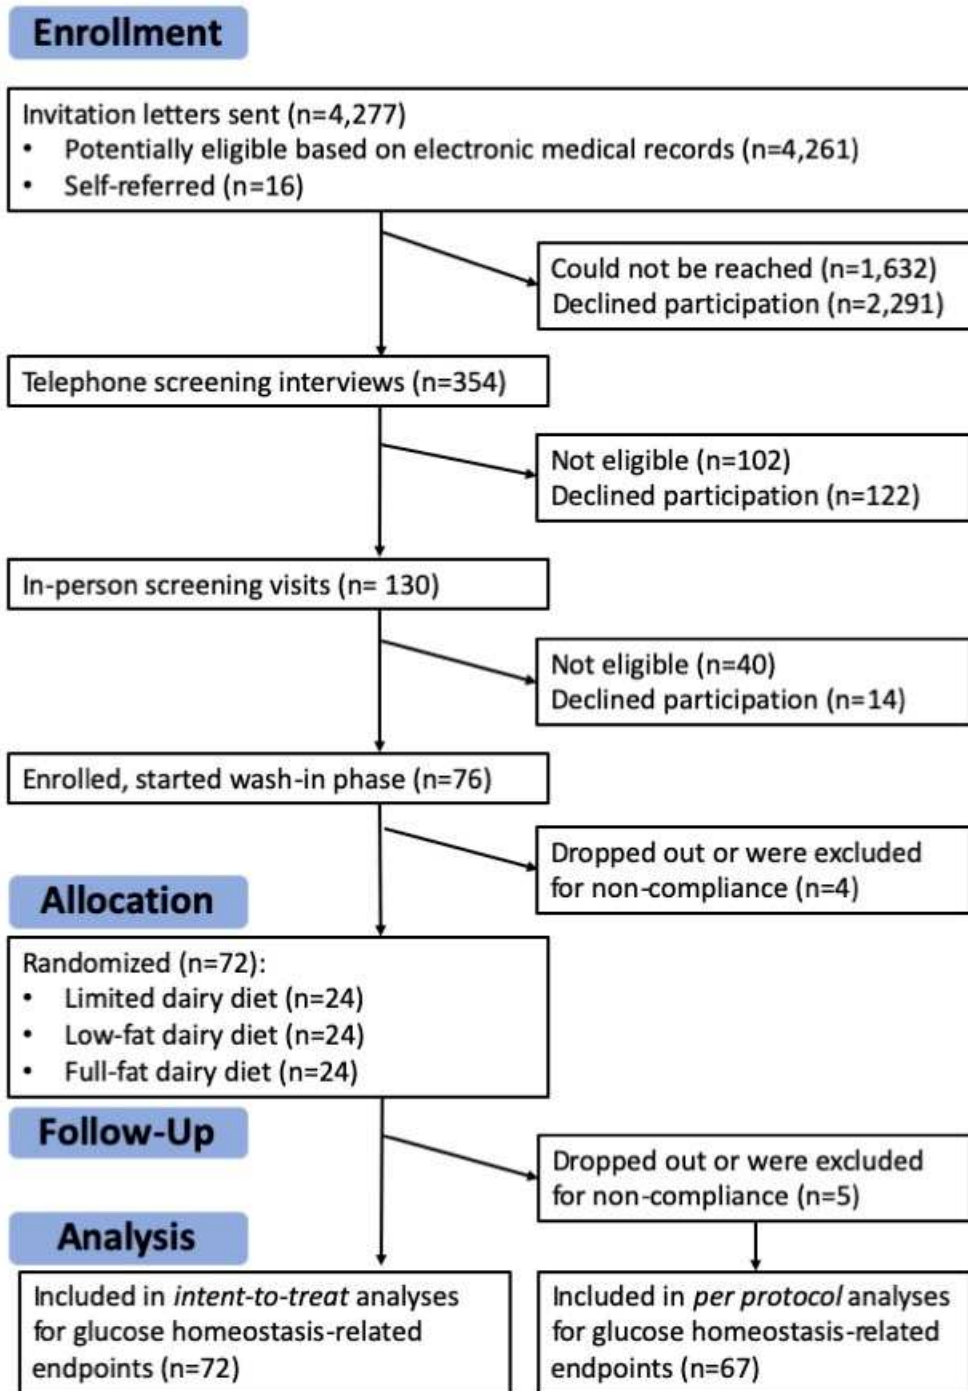 Enrollment
Invitation letters sent (n=4,277)
• Potentially eligible based on electronic medical records (n=4,261)
• Self-referred (n=16)
Could not be reached (n=1,632)
Declined participation (n=2,291)
Telephone screening interviews (n=354)
Not eligible (n=102)
Declined participation (n=122)
In-person screening visits (n= 130)
Not eligible (n=40)
Declined participation (n=14)
Enrolled, started wash-in phase (n=76)
Dropped out or were excluded
for non-compliance (n=4)
Allocation
Randomized (n=72):
• Limited dairy diet (n=24)
• Low-fat dairy diet (n=24)
• Full-fat dairy diet (n=24)
Follow-Up
Dropped out or were excluded
for non-compliance (n=5)
Analysis
Included in intent-to-treat analyses
for glucose homeostasis-related
endpoints (n=72)
Included in per protocol analyses
for glucose homeostasis-related
endpoints (n=67)